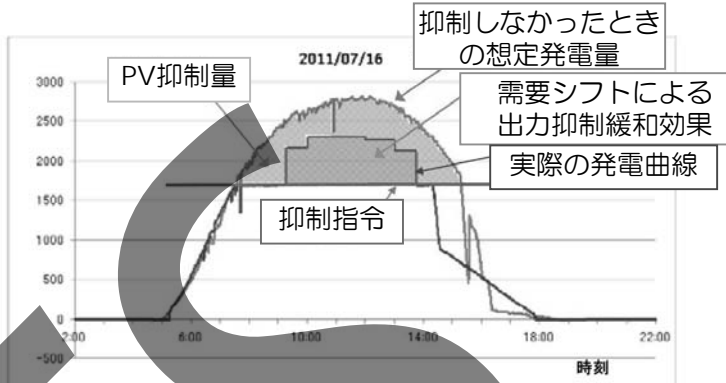 抑制しなかったとき
の想定発電量
2011/07/16
PV抑制量
需要シフトによる
出力抑制緩和効果
実際の発電曲線
抑制指令
3000
2500
2000
1500
1000
500
0
-500
2:00
6:00
10:00
14:00
18:00
22:00
時刻